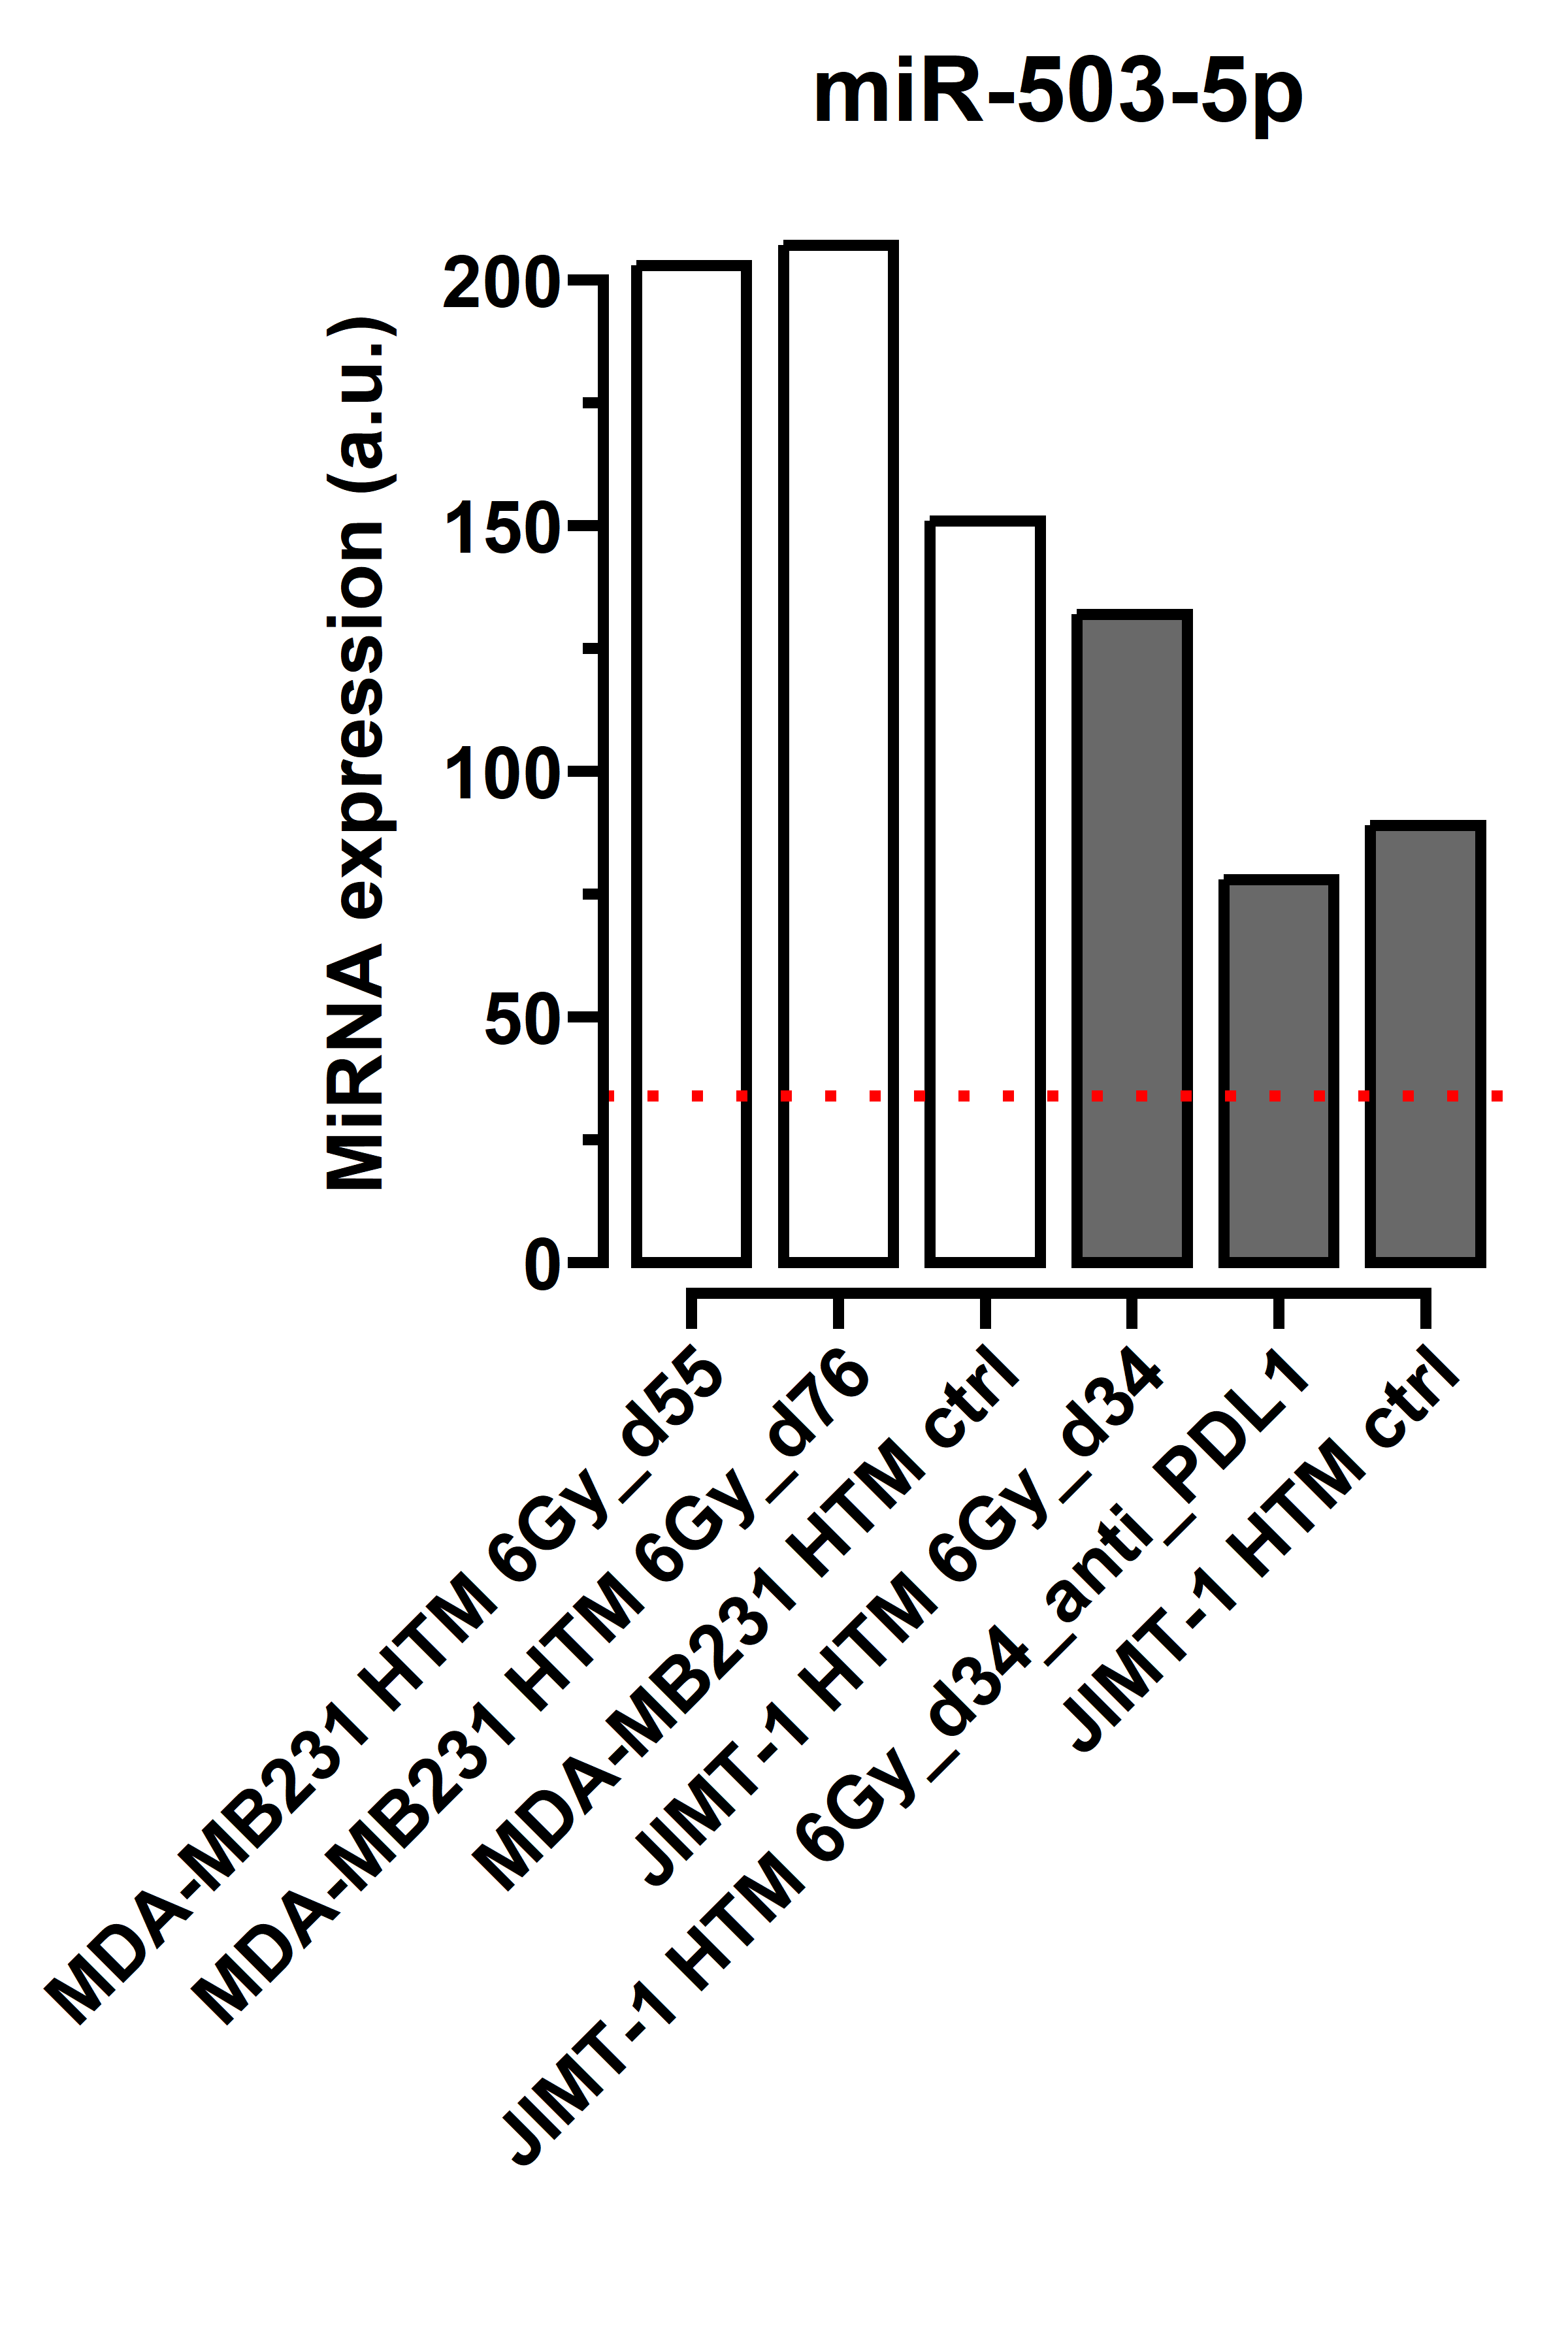 miR-503-5p
MiRNA expression (a.u.)
200
150
100
50
0
MDA-MB231 HTM 6Gy_d55
MDA-MB231 HTM 6Gy_d76
MDA-MB231 HTM ctrl
JIMT-1 HTM 6Gy_d34
JIMT-1 HTM 6Gy_d34_anti_PDL1
JIMT-1 HTM ctrl